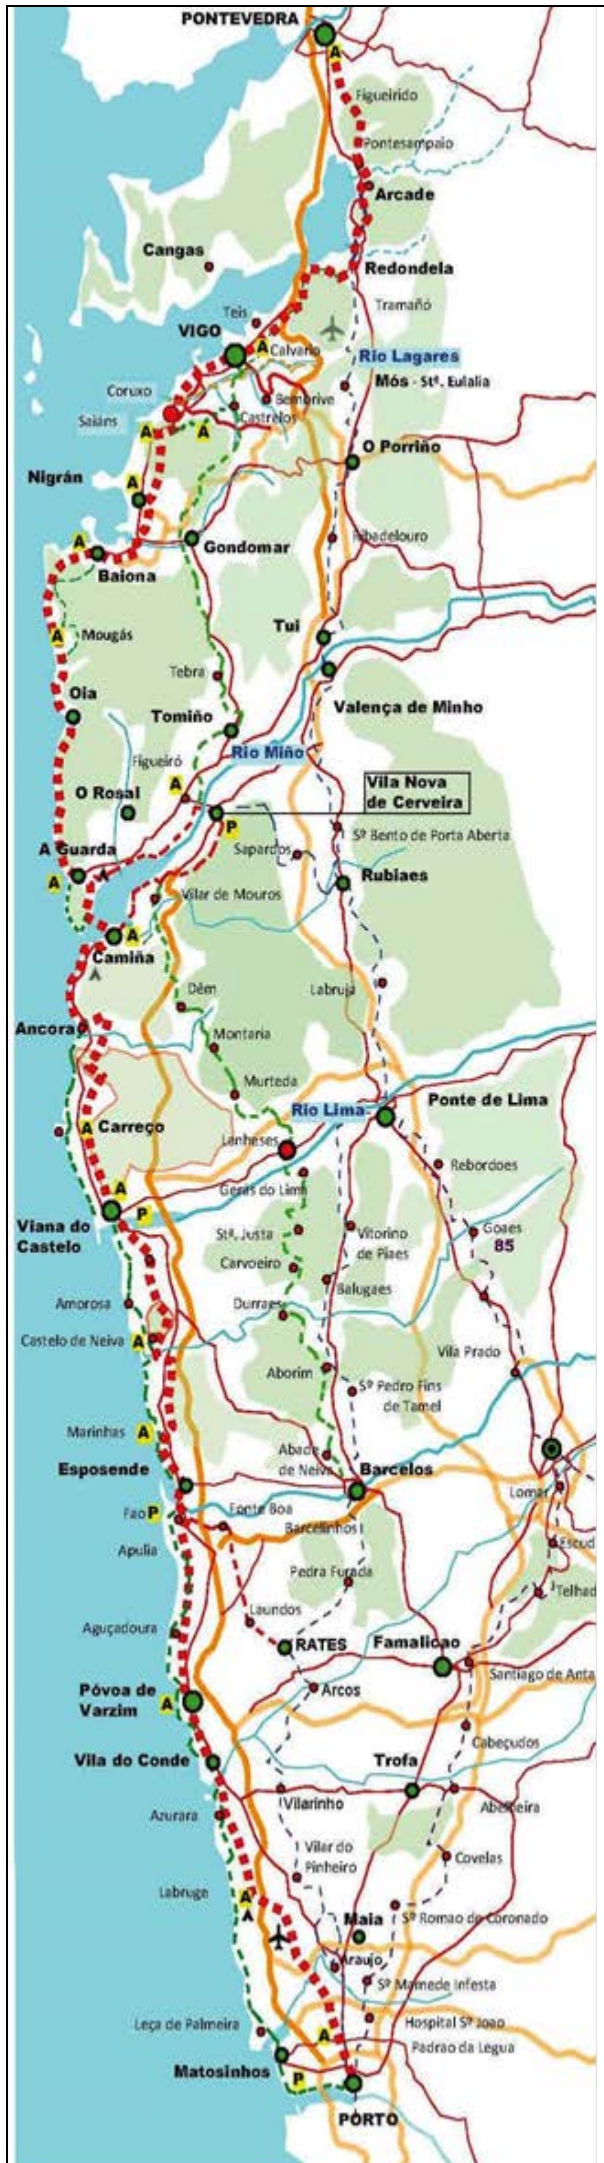 PONTEVEDRA
A
Figueirido
Pontesampaio
Arcade
Cangas
Redondela
Teis
Tramañó
VIGO
A
Calvario
Rio Lagares
Coruxo
Bembrive
Mós - Stª. Eulalia
Saiáns
A
A
Castrelos
O Porriño
Nigrán
A
Ribadelouro
A
Gondomar
Baiona
A
Mougás
Tui
Tebra
Oia
Tomiño
Valença de Minho
Rio Miño
Figueiró
A
Vila Nova
de Cerveira
O Rosal
P
Sº Bento de Porta Aberta
A Guarda
Sapardos
A
Rubiaes
Vilar de Mouros
A
Camiña
Dêm
Labruja
Ancora
Montaria
Murteda
Rio Lima
Ponte de Lima
A
Carreço
Lanheses
Rebordoes
A
Geras do Lima
P
Viana do
Castelo
Stª. Justa
Vitorino
de Piaes
Goaes
85
Carvoeiro
Balugaes
Amorosa
Durraes
Castelo de Neiva
A
Vila Prado
Aborim
Sº Pedro Fins
de Tamel
Marinhas
A
Abade
de Neiva
Esposende
Barcelos
Lomar
Fao
P
Fonte Boa
Barcelinhos
Escud
Apulia
Pedra Furada
Telhad
Laundos
Aguçadoura
RATES
Famalicao
Santiago de Anta
Póvoa de
Varzim
A
Arcos
Cabeçudos
Vila do Conde
Trofa
Vilarinho
Abelheira
Azurara
Vilar do
Pinheiro
Covelas
Labruge
A
Maia
Sº Romao do Coronado
Araujo
Sº Mamede Infesta
Leça de Palmeira
A
Hospital Sº Joao
Padrao da Légua
Matosinhos
P
PORTO